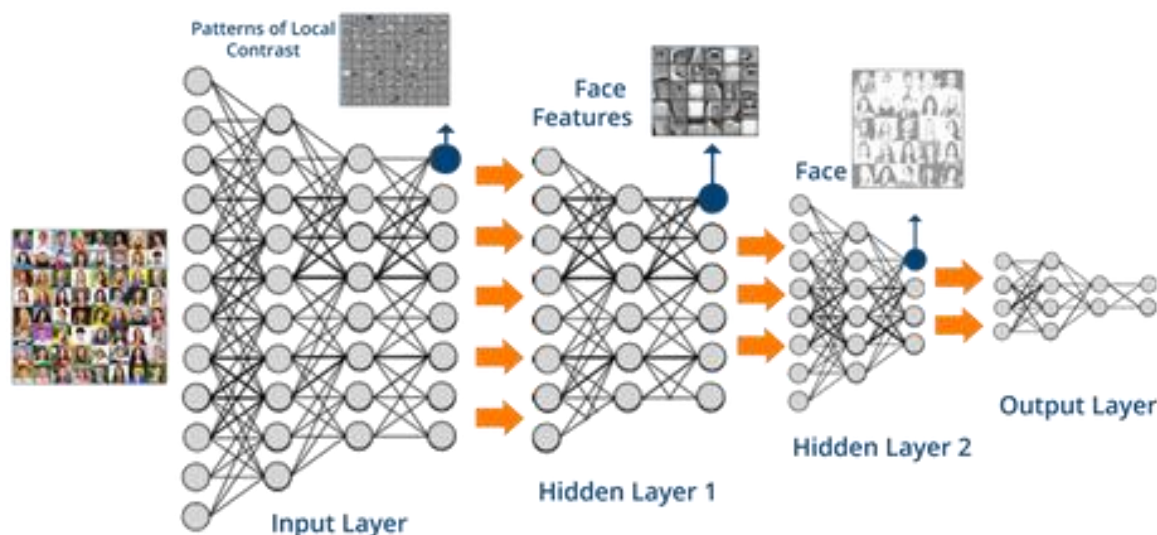 Patterns of Local
Contrast
Face
Features
Face
Input Layer
Hidden Layer 1
Hidden Layer 2
Output Layer